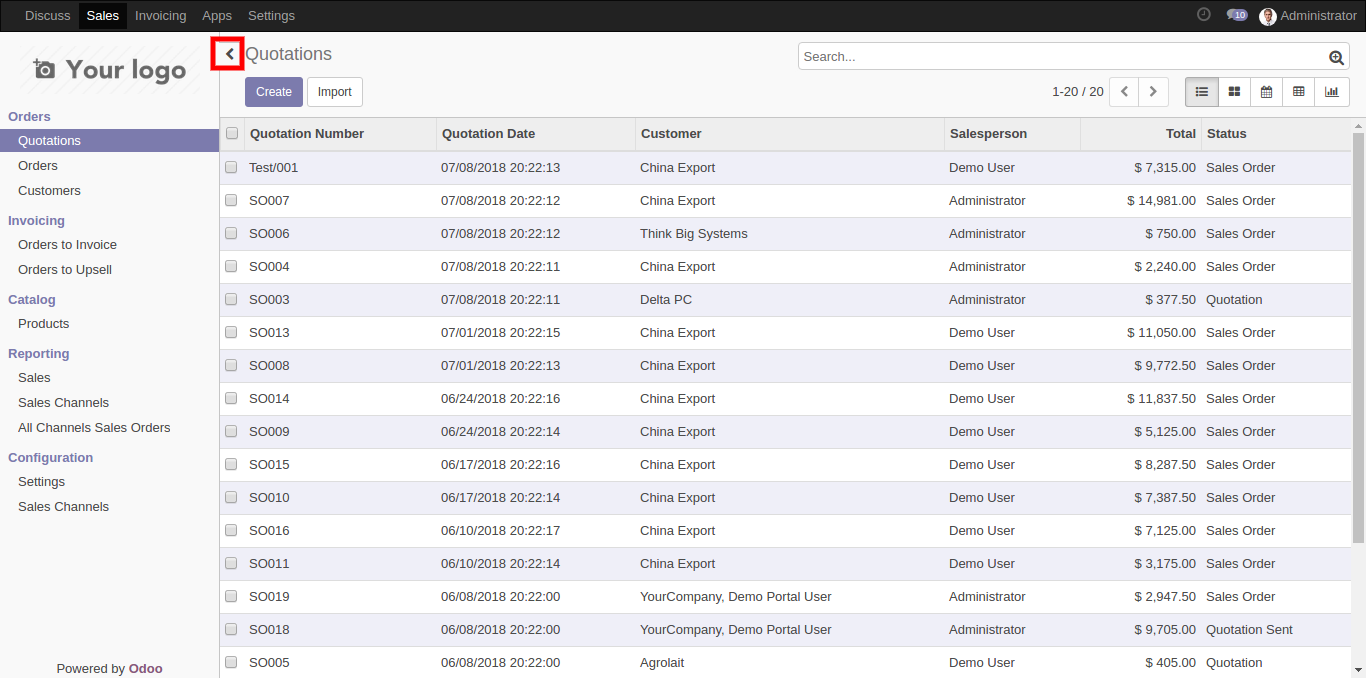 Discuss Sales Invoicing Apps Settings 10 Administrator
Your logo
Orders
Quotations
Orders
Customers
Invoicing
Orders to Invoice
Orders to Upsell
Catalog
Products
Reporting
Sales
Sales Channels
All Channels Sales Orders
Configuration
Settings
Sales Channels
Powered by Odoo
Quotations
Search...
Create Import 1-20 / 20
Quotation Number Quotation Date Customer Salesperson Total Status
Test/001 07/08/2018 20:22:13 China Export Demo User $ 7,315.00 Sales Order
SO007 07/08/2018 20:22:12 China Export Administrator $ 14,981.00 Sales Order
SO006 07/08/2018 20:22:12 Think Big Systems Administrator $ 750.00 Sales Order
SO004 07/08/2018 20:22:11 China Export Administrator $ 2,240.00 Sales Order
SO003 07/08/2018 20:22:11 Delta PC Administrator $ 377.50 Quotation
SO013 07/01/2018 20:22:15 China Export Demo User $ 11,050.00 Sales Order
SO008 07/01/2018 20:22:13 China Export Demo User $ 9,772.50 Sales Order
SO014 06/24/2018 20:22:16 China Export Demo User $ 11,837.50 Sales Order
SO009 06/24/2018 20:22:14 China Export Demo User $ 5,125.00 Sales Order
SO015 06/17/2018 20:22:16 China Export Demo User $ 8,287.50 Sales Order
SO010 06/17/2018 20:22:14 China Export Demo User $ 7,387.50 Sales Order
SO016 06/10/2018 20:22:17 China Export Demo User $ 7,125.00 Sales Order
SO011 06/10/2018 20:22:14 China Export Demo User $ 3,175.00 Sales Order
SO019 06/08/2018 20:22:00 YourCompany, Demo Portal User Administrator $ 2,947.50 Sales Order
SO018 06/08/2018 20:22:00 YourCompany, Demo Portal User Administrator $ 9,705.00 Quotation Sent
SO005 06/08/2018 20:22:00 Agrolait Demo User $ 405.00 Quotation